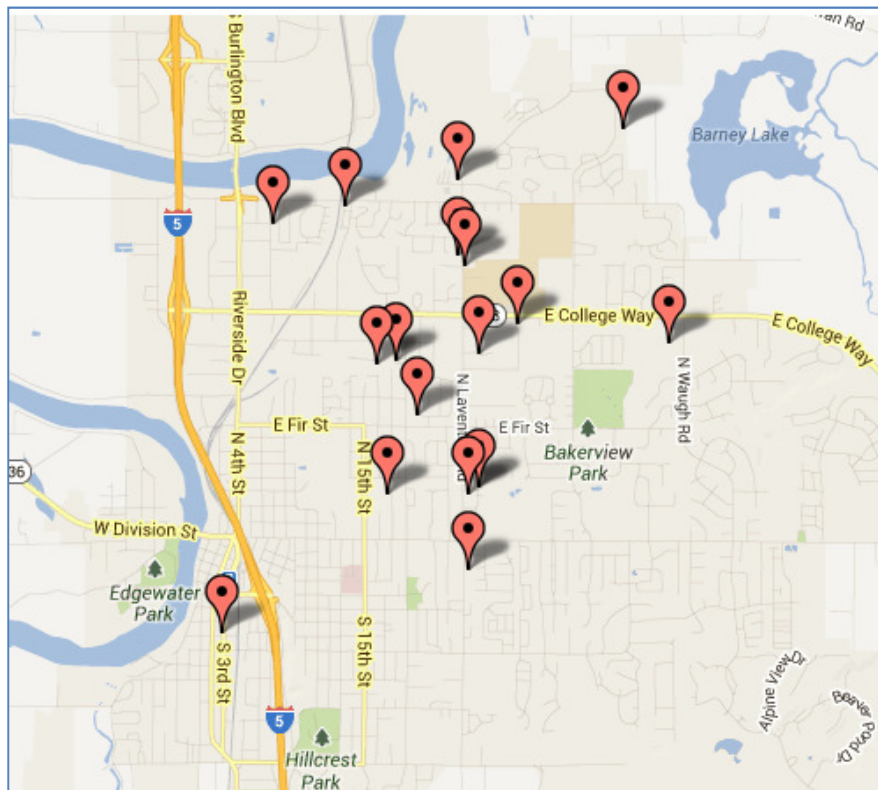 S Burlington Blvd
Barney Lake
5
Riverside Dr
E College Way
E College Way
N Waugh Rd
E Fir St
E Fir St
N 15th St
N 4th St
Bakerview
Park
36
W Division St
Edgewater
Park
S 3rd St
S 15th St
5
Hillcrest
Park
Alpine View Dr
Beaver Pond Dr
Rd
N